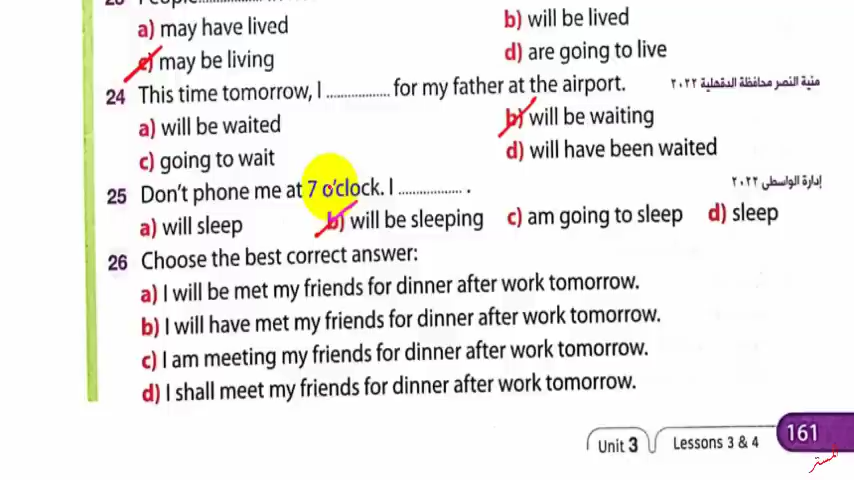 a) may have lived
b) will be lived
c) may be living
d) are going to live
24 This time tomorrow, I ................ for my father at the airport. منية النصر محافظة الدقهلية ٢٠٢٢
a) will be waited
b) will be waiting
c) going to wait
d) will have been waited
25 Don't phone me at 7 o'clock. I ................ . إدارة الواسطى ٢٠٢٢
a) will sleep b) will be sleeping c) am going to sleep d) sleep
26 Choose the best correct answer:
a) I will be met my friends for dinner after work tomorrow.
b) I will have met my friends for dinner after work tomorrow.
c) I am meeting my friends for dinner after work tomorrow.
d) I shall meet my friends for dinner after work tomorrow.
Unit 3 Lessons 3 & 4 161
المستر